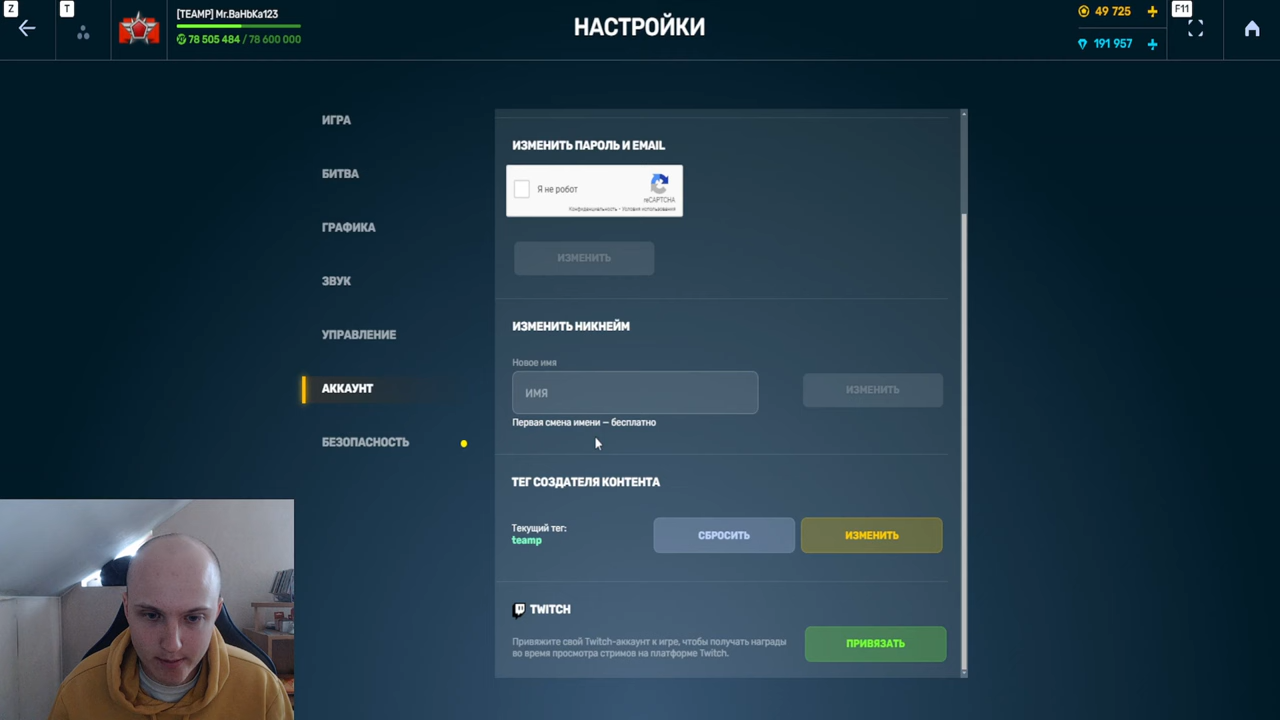 Z
T
[TEAMP] Mr.BaHbKa123
78 505 484 / 78 600 000
НАСТРОЙКИ
49 725
191 957
F11
ИГРА
БИТВА
ГРАФИКА
ЗВУК
УПРАВЛЕНИЕ
АККАУНТ
БЕЗОПАСНОСТЬ
ИЗМЕНИТЬ ПАРОЛЬ И EMAIL
Я не робот
reCAPTCHA
Конфиденциальность - Условия использования
ИЗМЕНИТЬ
ИЗМЕНИТЬ НИКНЕЙМ
Новое имя
ИМЯ
ИЗМЕНИТЬ
Первая смена имени – бесплатно
ТЕГ СОЗДАТЕЛЯ КОНТЕНТА
Текущий тег:
teamp
СБРОСИТЬ
ИЗМЕНИТЬ
TWITCH
Привяжите свой Twitch-аккаунт к игре, чтобы получать награды
во время просмотра стримов на платформе Twitch.
ПРИВЯЗАТЬ